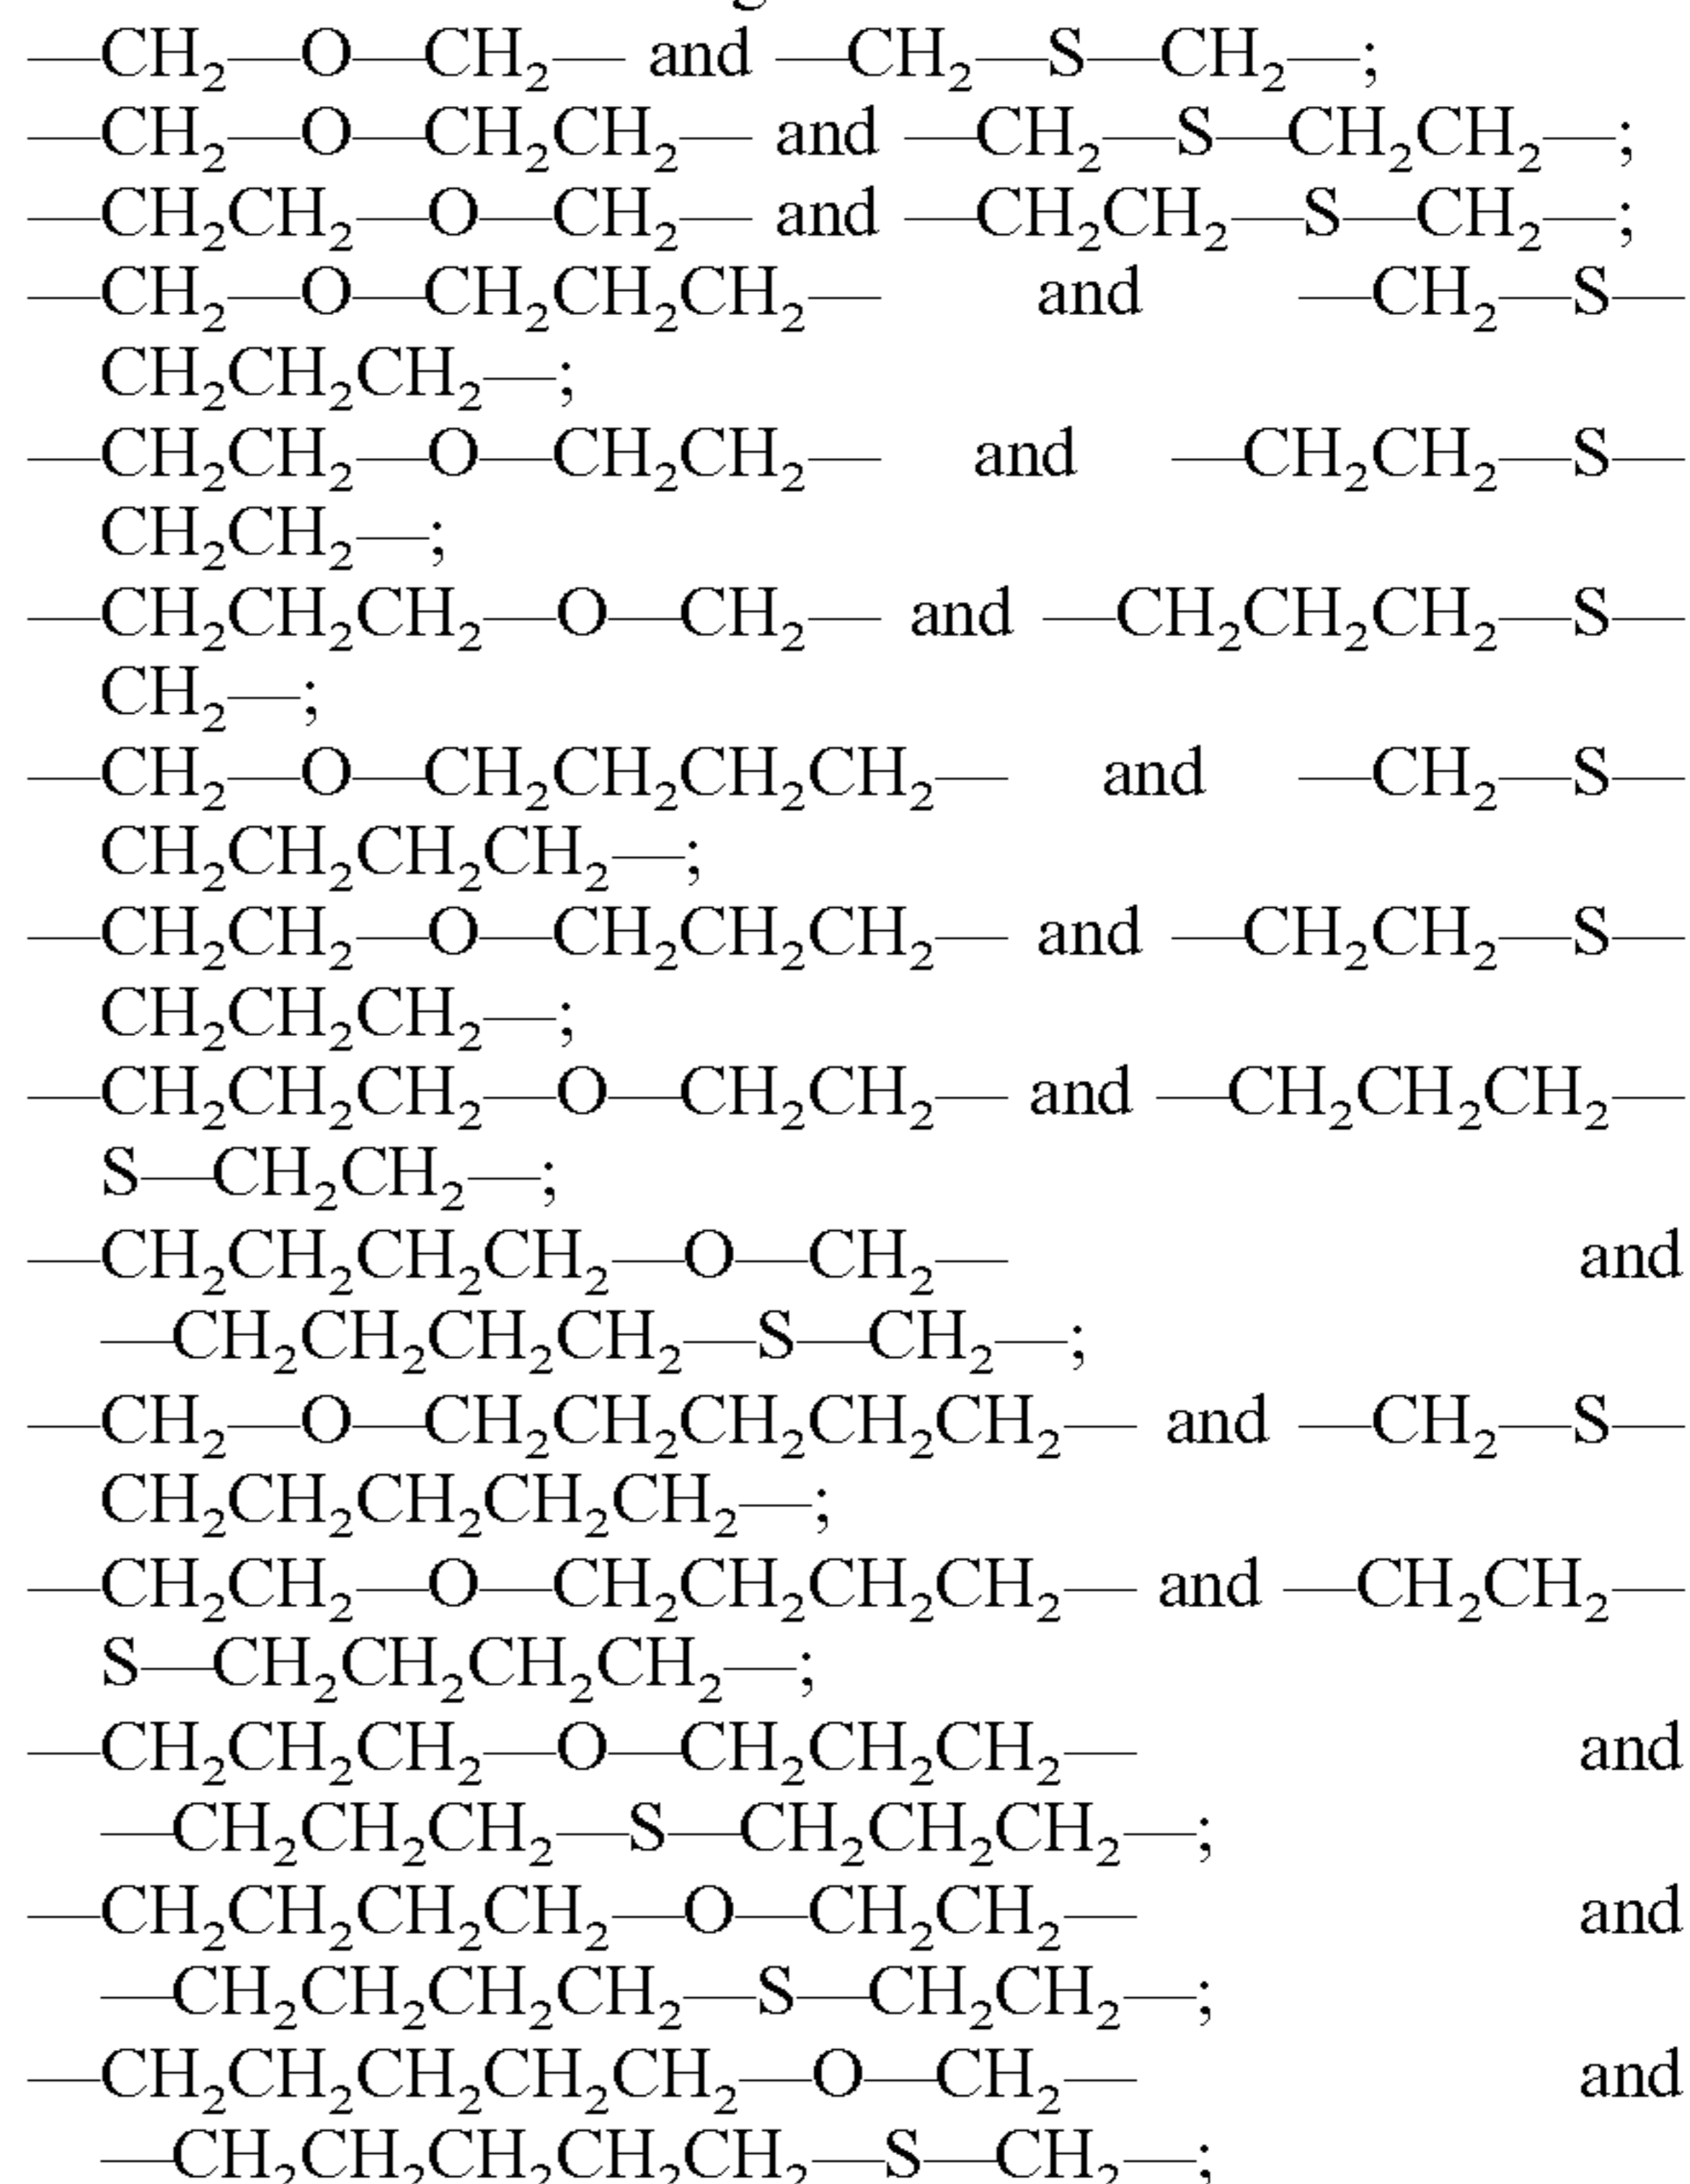 —CH₂—O—CH₂— and —CH₂—S—CH₂—;
—CH₂—O—CH₂CH₂— and —CH₂—S—CH₂CH₂—;
—CH₂CH₂—O—CH₂— and —CH₂CH₂—S—CH₂—;
—CH₂—O—CH₂CH₂CH₂— and —CH₂—S—
CH₂CH₂CH₂—;
—CH₂CH₂—O—CH₂CH₂— and —CH₂CH₂—S—
CH₂CH₂—;
—CH₂CH₂CH₂—O—CH₂— and —CH₂CH₂CH₂—S—
CH₂—;
—CH₂—O—CH₂CH₂CH₂CH₂— and —CH₂—S—
CH₂CH₂CH₂CH₂—;
—CH₂CH₂—O—CH₂CH₂CH₂— and —CH₂CH₂—S—
CH₂CH₂CH₂—;
—CH₂CH₂CH₂—O—CH₂CH₂— and —CH₂CH₂CH₂—
S—CH₂CH₂—;
—CH₂CH₂CH₂CH₂—O—CH₂— and
—CH₂CH₂CH₂CH₂—S—CH₂—;
—CH₂—O—CH₂CH₂CH₂CH₂CH₂— and —CH₂—S—
CH₂CH₂CH₂CH₂CH₂—;
—CH₂CH₂—O—CH₂CH₂CH₂CH₂— and —CH₂CH₂—
S—CH₂CH₂CH₂CH₂—;
—CH₂CH₂CH₂—O—CH₂CH₂CH₂— and
—CH₂CH₂CH₂—S—CH₂CH₂CH₂—;
—CH₂CH₂CH₂CH₂—O—CH₂CH₂— and
—CH₂CH₂CH₂CH₂—S—CH₂CH₂—;
—CH₂CH₂CH₂CH₂CH₂—O—CH₂— and
—CH₂CH₂CH₂CH₂CH₂—S—CH₂—;